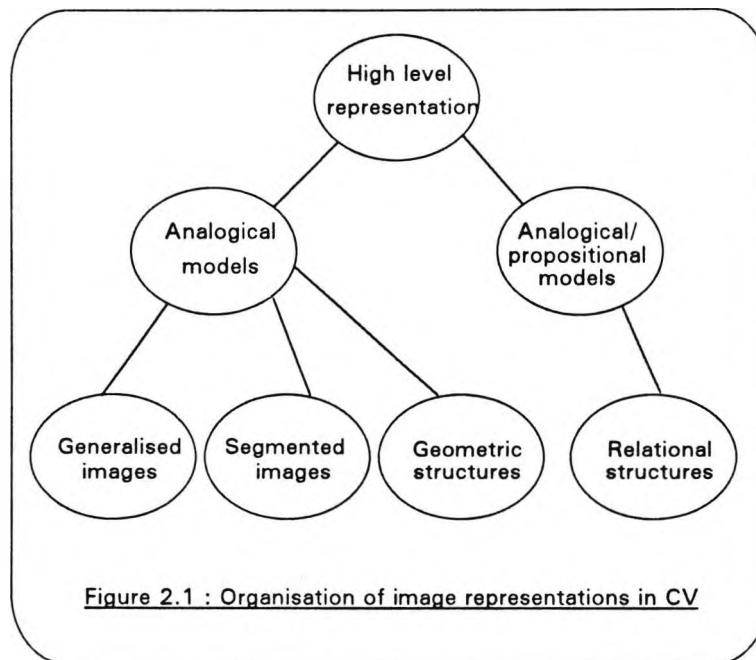 High level
representation
Analogical
models
Analogical/
propositional
models
Generalised
images
Segmented
images
Geometric
structures
Relational
structures
Figure 2.1 : Organisation of image representations in CV